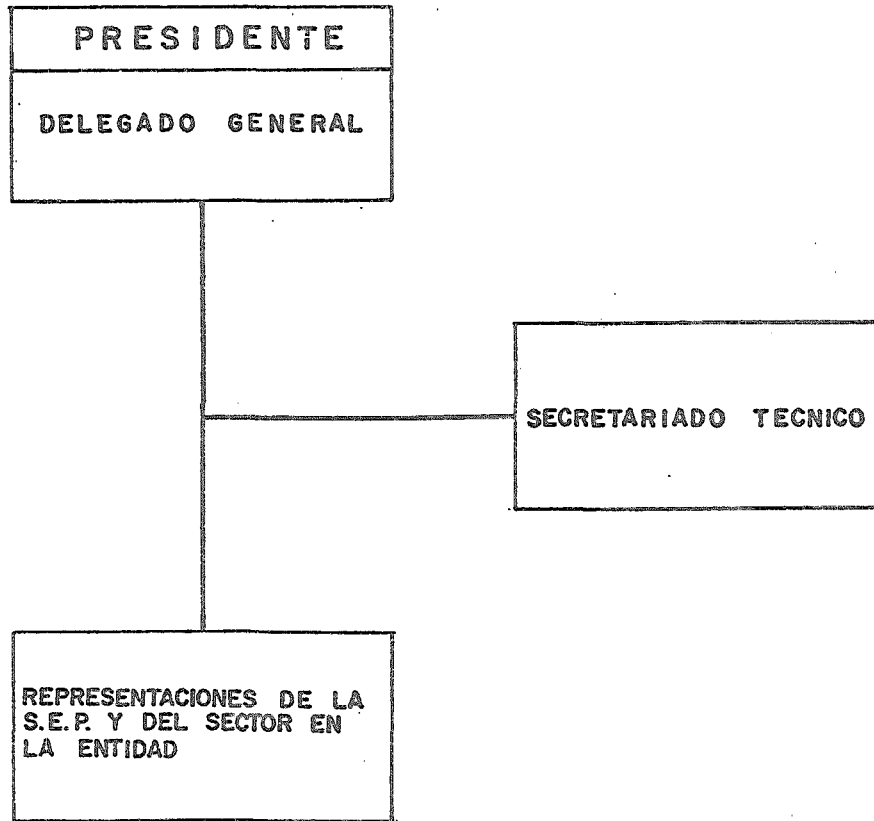 PRESIDENTE
DELEGADO GENERAL
SECRETARIADO TECNICO
REPRESENTACIONES DE LA
S.E.P. Y DEL SECTOR EN
LA ENTIDAD